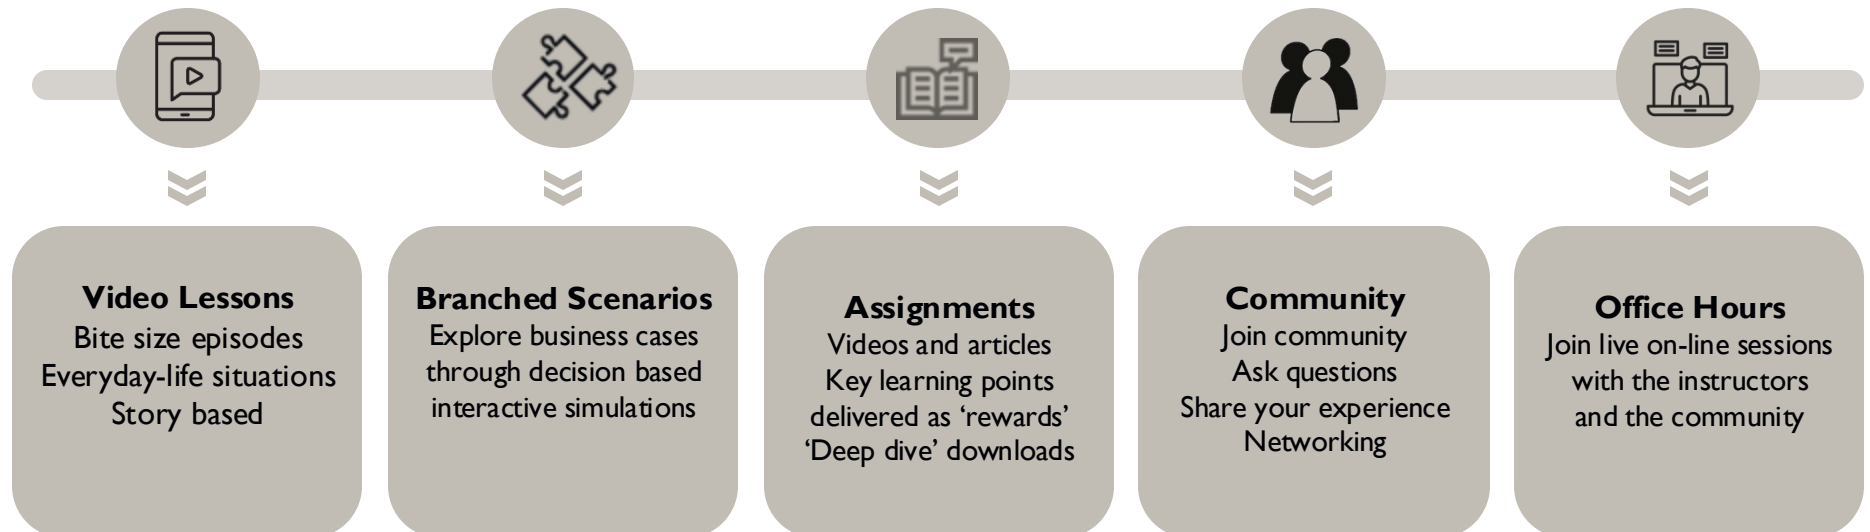 Video Lessons
Bite size episodes
Everyday-life situations
Story based
Branched Scenarios
Explore business cases
through decision based
interactive simulations
Assignments
Videos and articles
Key learning points
delivered as ‘rewards’
‘Deep dive’ downloads
Community
Join community
Ask questions
Share your experience
Networking
Office Hours
Join live on-line sessions
with the instructors
and the community